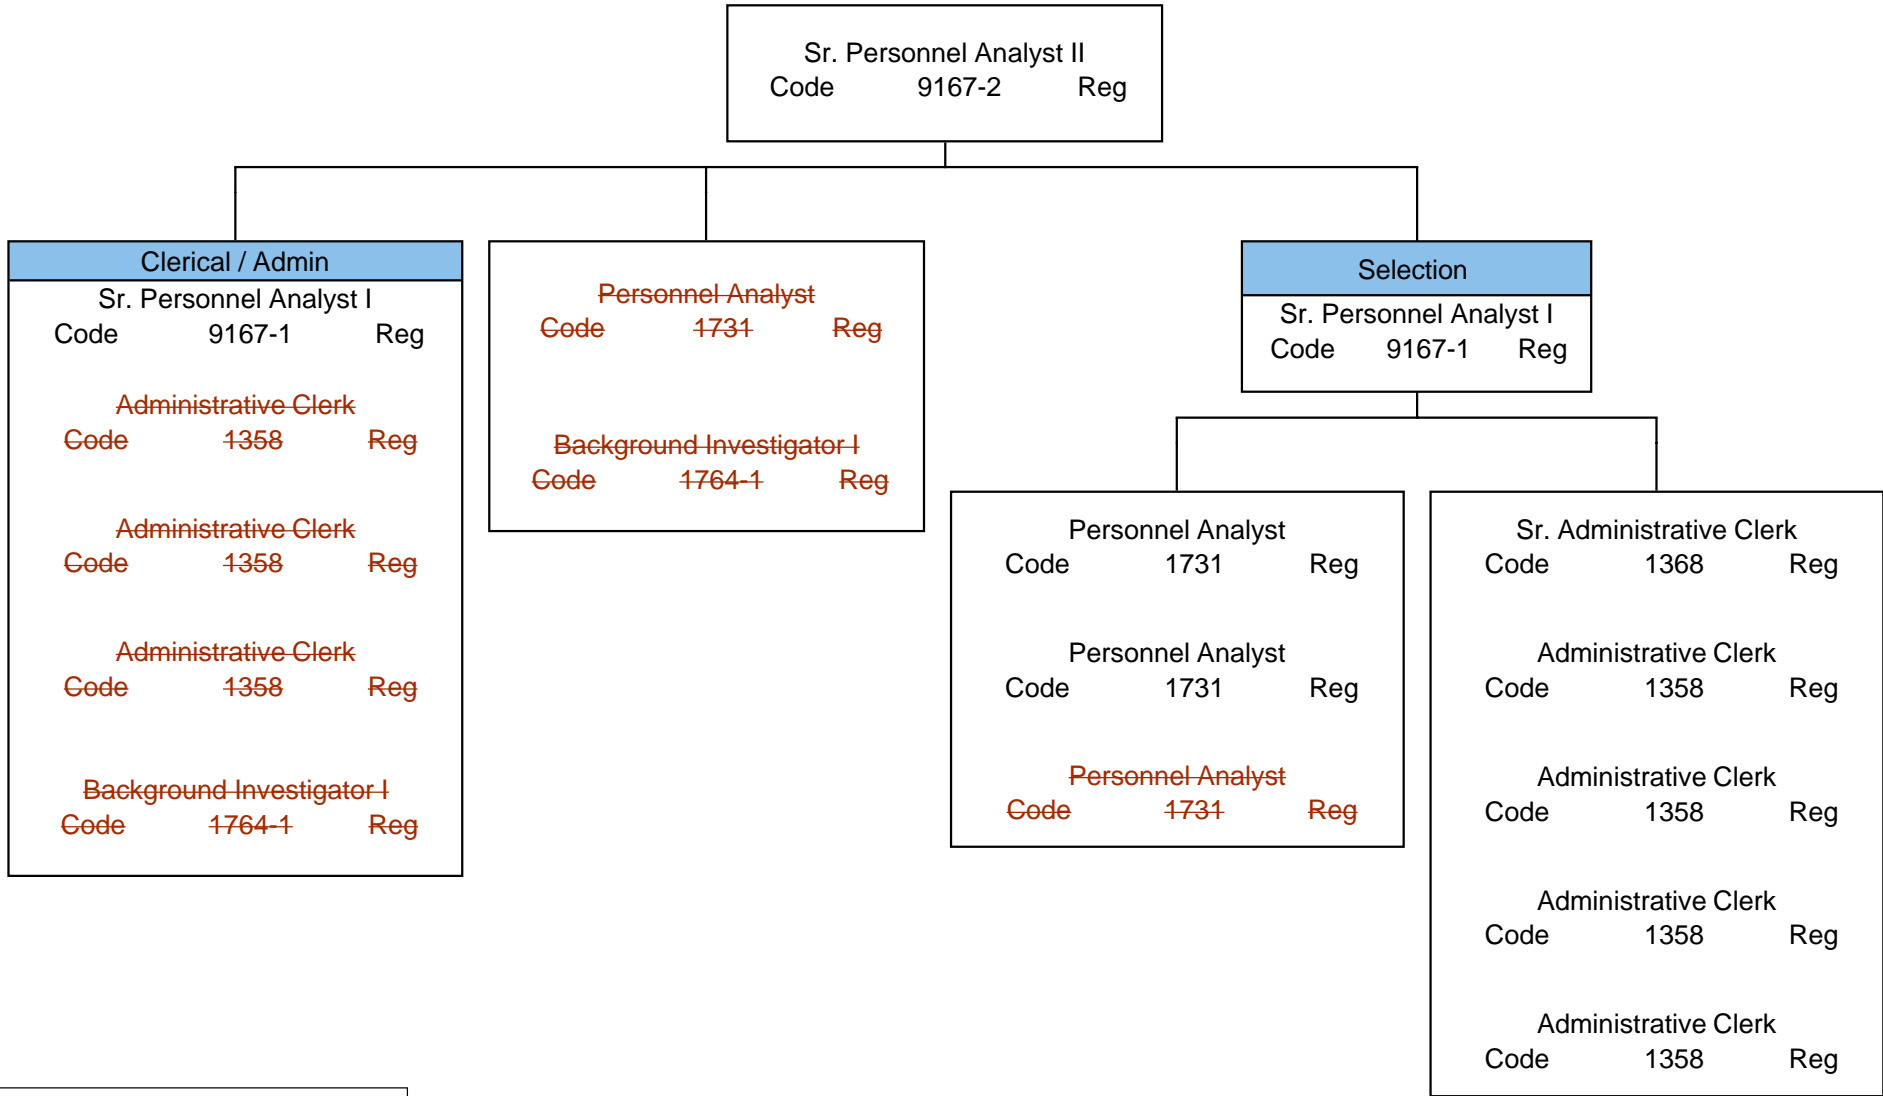 Sr. Personnel Analyst II
Code 9167-2 Reg
Clerical / Admin
Sr. Personnel Analyst I
Code 9167-1 Reg
Administrative Clerk
Code 1358 Reg
Administrative Clerk
Code 1358 Reg
Administrative Clerk
Code 1358 Reg
Background Investigator I
Code 1764-1 Reg
Personnel Analyst
Code 1731 Reg
Background Investigator I
Code 1764-1 Reg
Selection
Sr. Personnel Analyst I
Code 9167-1 Reg
Personnel Analyst
Code 1731 Reg
Personnel Analyst
Code 1731 Reg
Personnel Analyst
Code 1731 Reg
Sr. Administrative Clerk
Code 1368 Reg
Administrative Clerk
Code 1358 Reg
Administrative Clerk
Code 1358 Reg
Administrative Clerk
Code 1358 Reg
Administrative Clerk
Code 1358 Reg